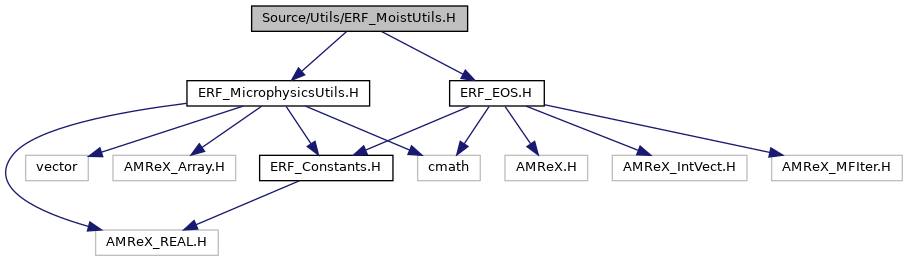 Source/Utils/ERF_MoistUtils.H
ERF_MicrophysicsUtils.H
ERF_EOS.H
vector
AMReX_Array.H
ERF_Constants.H
cmath
AMReX.H
AMReX_IntVect.H
AMReX_MFIter.H
AMReX_REAL.H